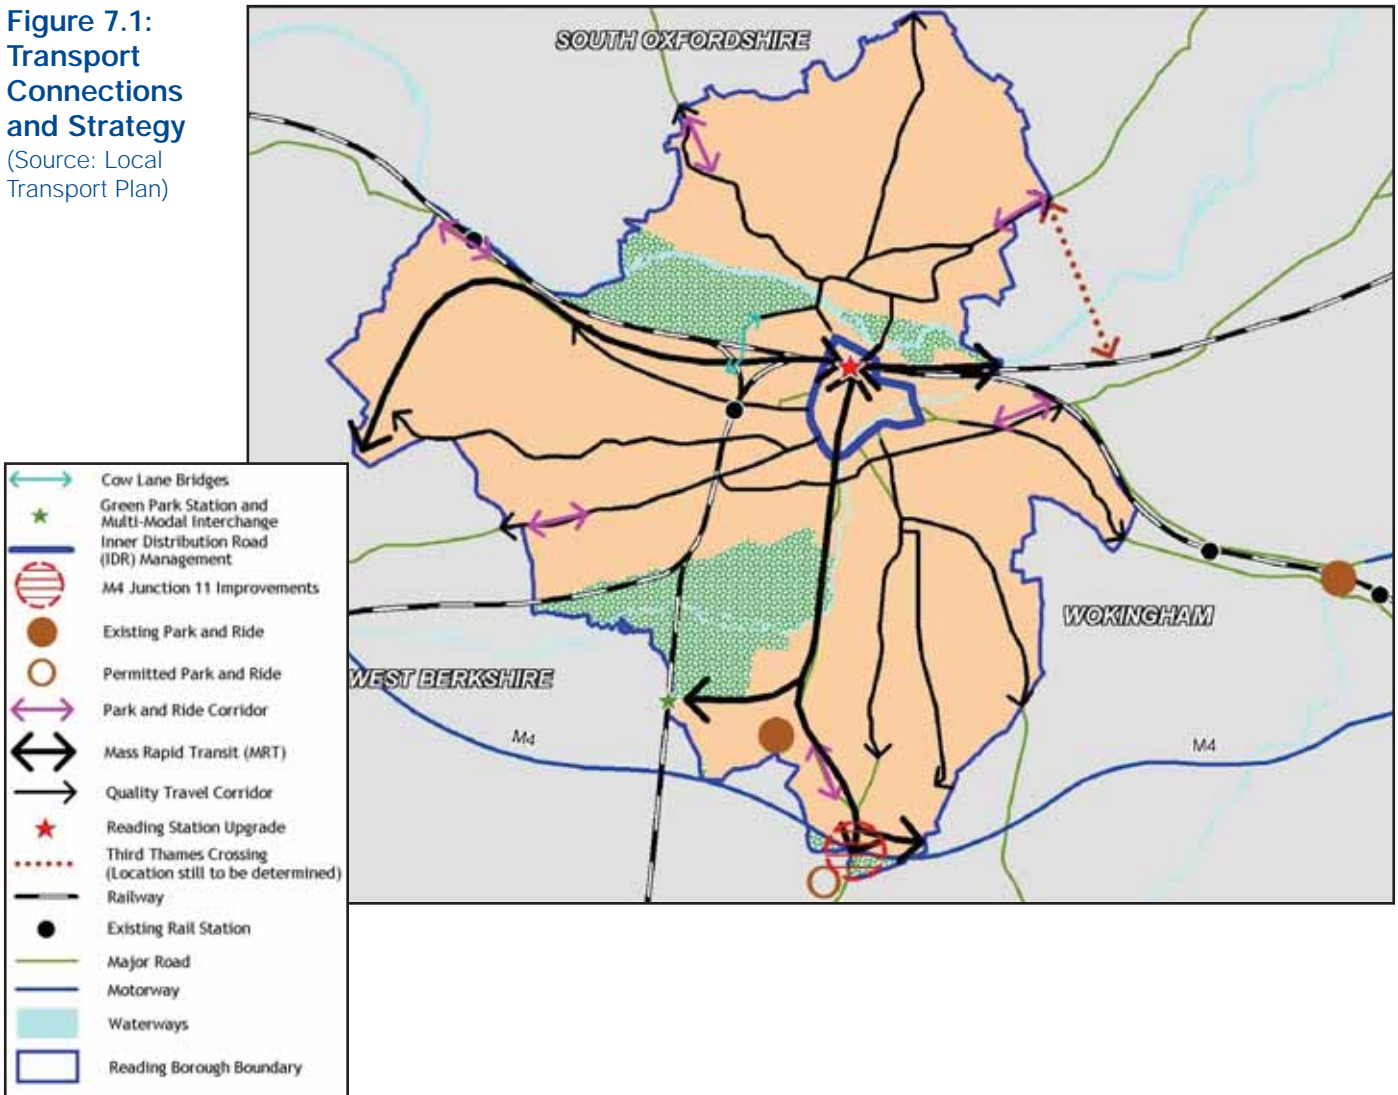 Figure 7.1:
Transport
Connections
and Strategy
(Source: Local
Transport Plan)
SOUTH OXFORDSHIRE
WOKINGHAM
WEST BERKSHIRE
M4
M4
Cow Lane Bridges
Green Park Station and
Multi-Modal Interchange
Inner Distribution Road
(IDR) Management
M4 Junction 11 Improvements
Existing Park and Ride
Permitted Park and Ride
Park and Ride Corridor
Mass Rapid Transit (MRT)
Quality Travel Corridor
Reading Station Upgrade
Third Thames Crossing
(Location still to be determined)
Railway
Existing Rail Station
Major Road
Motorway
Waterways
Reading Borough Boundary